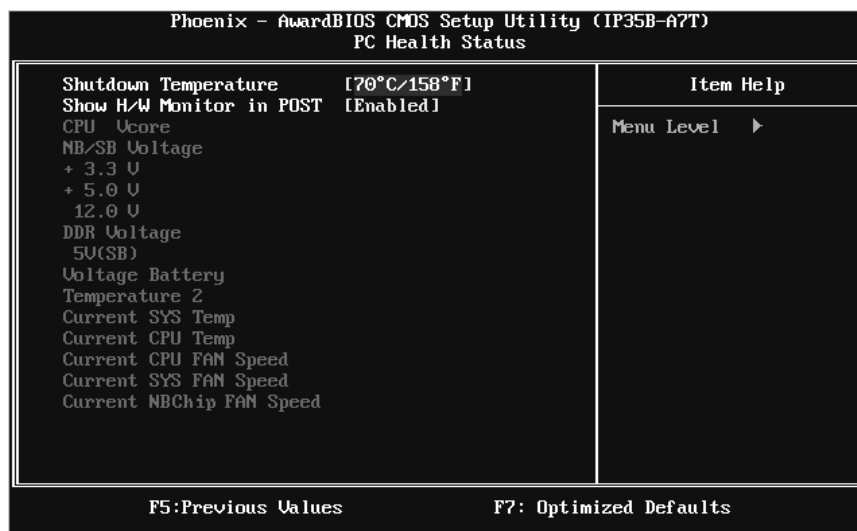 Phoenix - AwardBIOS CMOS Setup Utility (IP35B-A7T)
PC Health Status
Shutdown Temperature [70°C/158°F]
Show H/W Monitor in POST [Enabled]
CPU Vcore
NB/SB Voltage
+ 3.3 V
+ 5.0 V
12.0 V
DDR Voltage
5V(SB)
Voltage Battery
Temperature 2
Current SYS Temp
Current CPU Temp
Current CPU FAN Speed
Current SYS FAN Speed
Current NBChip FAN Speed
Item Help
Menu Level ▶
F5:Previous Values F7: Optimized Defaults